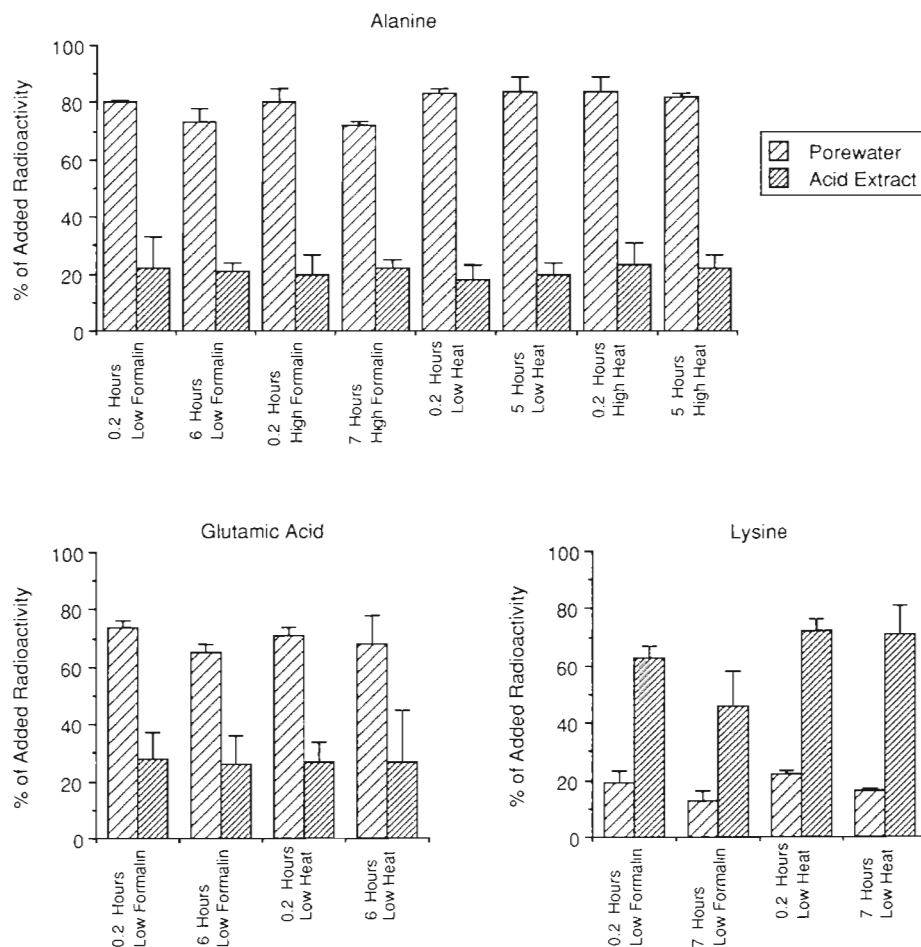 Alanine
% of Added Radioactivity
100
80
60
40
20
0
0.2 Hours
Low Formalin
6 Hours
Low Formalin
0.2 Hours
High Formalin
7 Hours
High Formalin
0.2 Hours
Low Heat
5 Hours
Low Heat
0.2 Hours
High Heat
5 Hours
High Heat
Porewater
Acid Extract
Glutamic Acid
% of Added Radioactivity
100
80
60
40
20
0
0.2 Hours
Low Formalin
6 Hours
Low Formalin
0.2 Hours
Low Heat
6 Hours
Low Heat
Lysine
% of Added Radioactivity
100
80
60
40
20
0
0.2 Hours
Low Formalin
7 Hours
Low Formalin
0.2 Hours
Low Heat
7 Hours
Low Heat